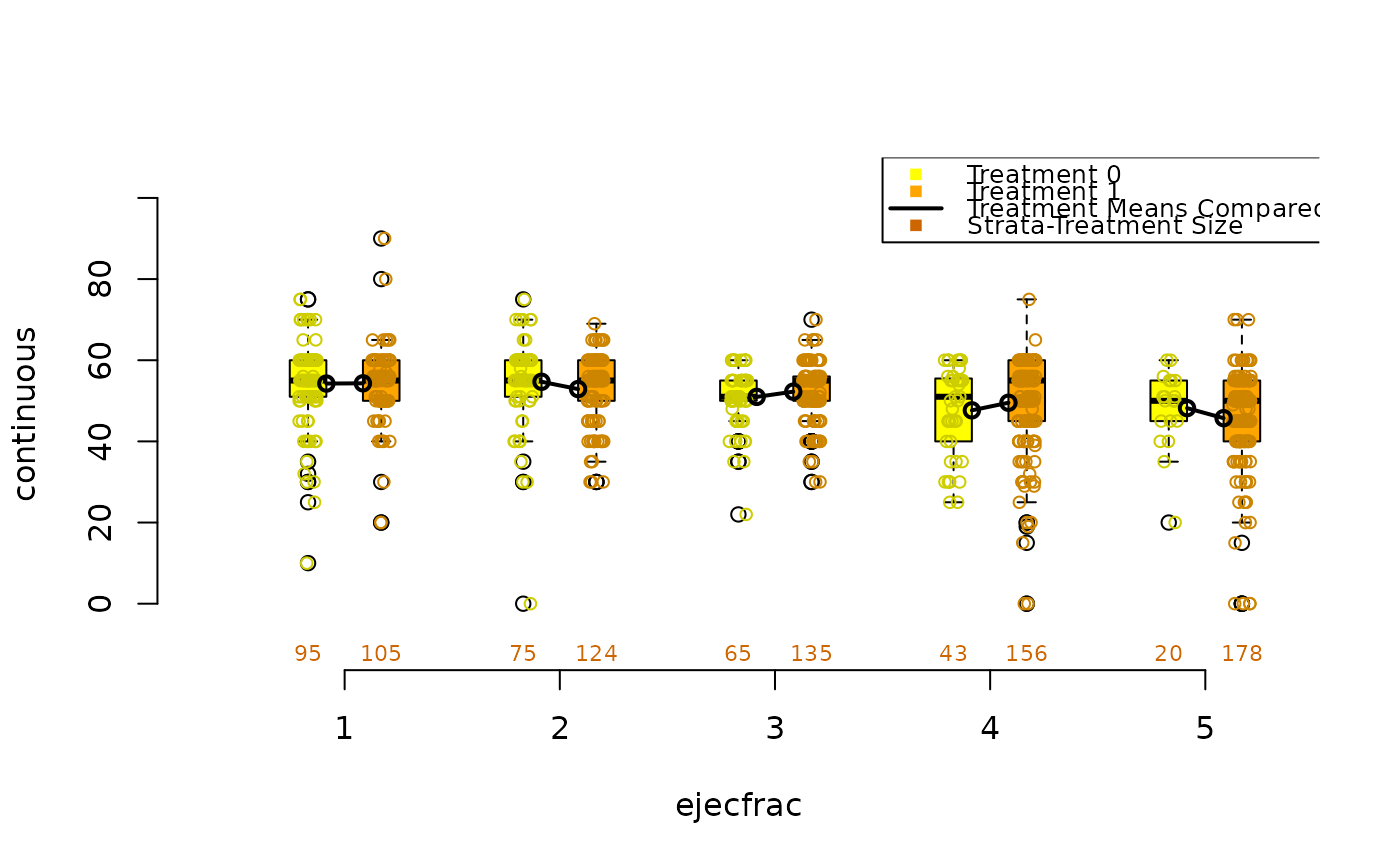 Treatment 0
Treatment 1
Treatment Means Compared
Strata-Treatment Size
continuous
80
60
40
20
0
95 105 75 124 65 135 43 156 20 178
1 2 3 4 5
ejecfrac